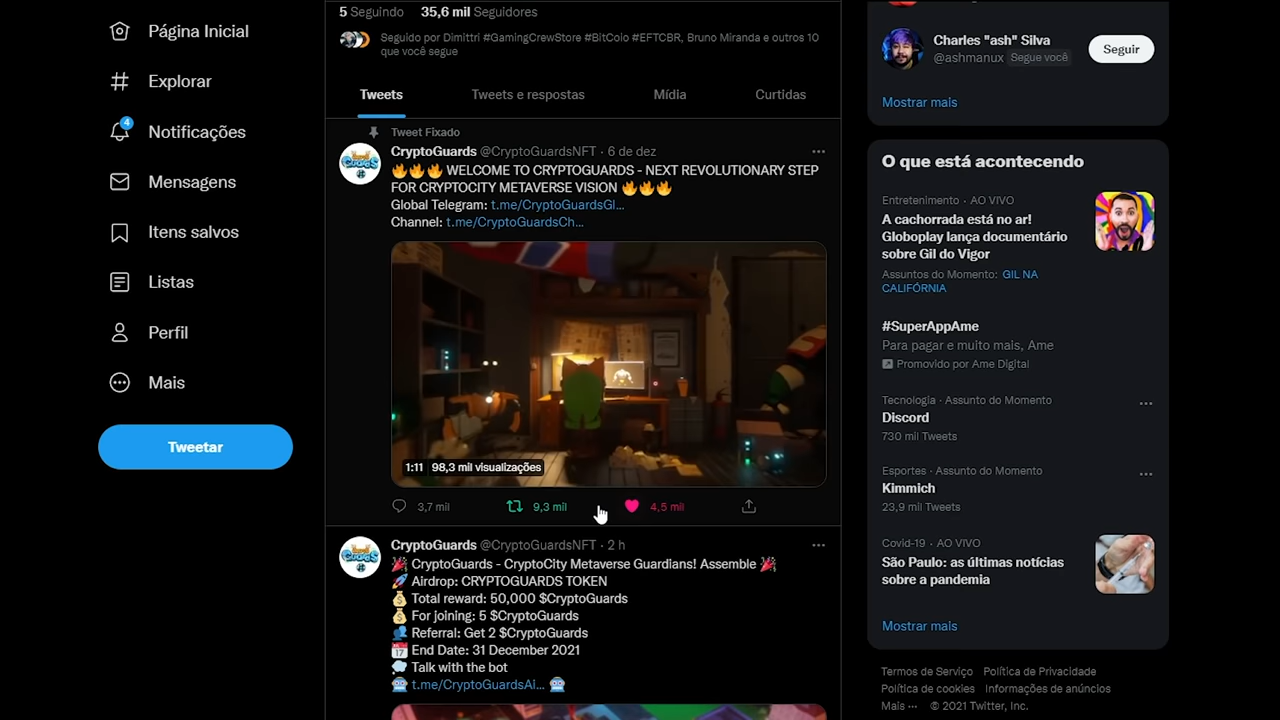 Página Inicial
Explorar
4
Notificações
Mensagens
Itens salvos
Listas
Perfil
Mais
Tweetar
5 Seguindo 35,6 mil Seguidores
Seguido por Dimittri #GamingCrewStore #BitCoio #EFTCBR, Bruno Miranda e outros 10
que você segue
Tweets Tweets e respostas Mídia Curtidas
Tweet Fixado
CryptoGuards @CryptoGuardsNFT · 6 de dez
🔥🔥🔥 WELCOME TO CRYPTOGUARDS - NEXT REVOLUTIONARY STEP
FOR CRYPTOCITY METAVERSE VISION 🔥🔥🔥
Global Telegram: t.me/CryptoGuardsGl...
Channel: t.me/CryptoGuardsCh...
1:11 98,3 mil visualizações
3,7 mil 9,3 mil 4,5 mil
CryptoGuards @CryptoGuardsNFT · 2 h
🎉 CryptoGuards - CryptoCity Metaverse Guardians! Assemble 🎉
🚀 Airdrop: CRYPTOGUARDS TOKEN
💰 Total reward: 50,000 $CryptoGuards
💰 For joining: 5 $CryptoGuards
👥 Referral: Get 2 $CryptoGuards
📅 End Date: 31 December 2021
💭 Talk with the bot
🤖 t.me/CryptoGuardsAi... 🤖
Charles "ash" Silva
@ashmanux Segue você
Seguir
Mostrar mais
O que está acontecendo
Entretenimento · AO VIVO
A cachorrada está no ar!
Globoplay lança documentário
sobre Gil do Vigor
Assuntos do Momento: GIL NA
CALIFÓRNIA
#SuperAppAme
Para pagar e muito mais, Ame
Promovido por Ame Digital
Tecnologia · Assunto do Momento
Discord
730 mil Tweets
Esportes · Assunto do Momento
Kimmich
23,9 mil Tweets
Covid-19 · AO VIVO
São Paulo: as últimas notícias
sobre a pandemia
Mostrar mais
Termos de Serviço Política de Privacidade
Política de cookies Informações de anúncios
Mais ··· © 2021 Twitter, Inc.